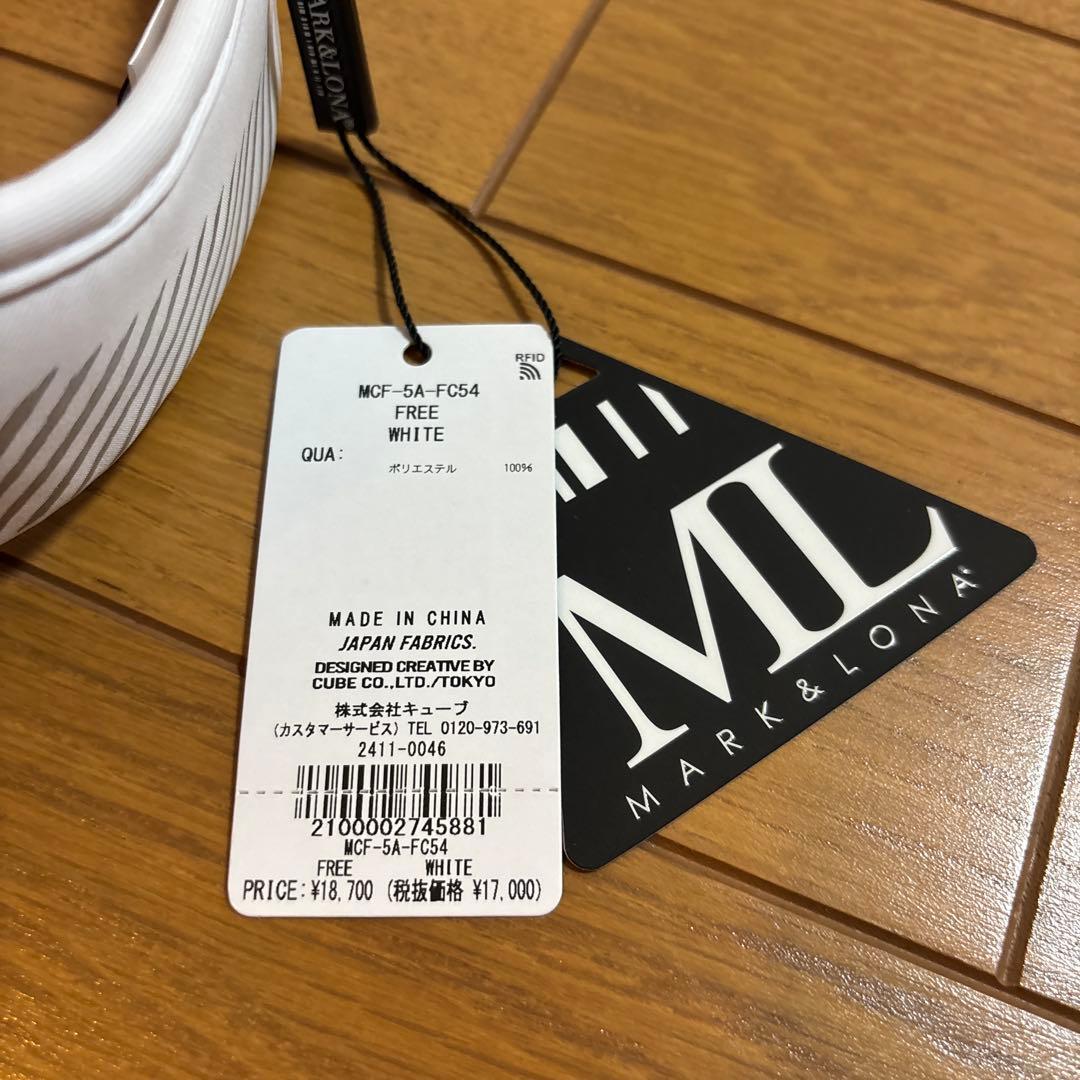 ARK&LONA®
RFID
MCF-5A-FC54
FREE
WHITE
QUA:
ポリエステル 100%
MADE IN CHINA
JAPAN FABRICS.
DESIGNED CREATIVE BY
CUBE CO.,LTD./TOKYO
株式会社キューブ
(カスタマーサービス) TEL 0120-973-691
2411-0046
2100002745881
MCF-5A-FC54
FREE WHITE
PRICE:¥18,700 (税抜価格 ¥17,000)
ML
MARK&LONA®